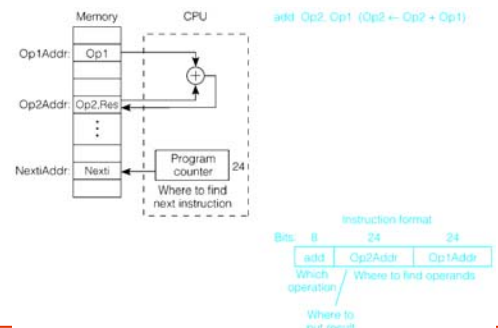 Memory CPU
add Op2, Op1 (Op2 ← Op2 + Op1)
Op1Addr: Op1
+
Op2Addr: Op2,Res
NextiAddr: Nexti
Program
counter
24
Where to find
next instruction
Instruction format
Bits: 8 24 24
add Op2Addr Op1Addr
Which
operation
Where to find operands
Where to
put result